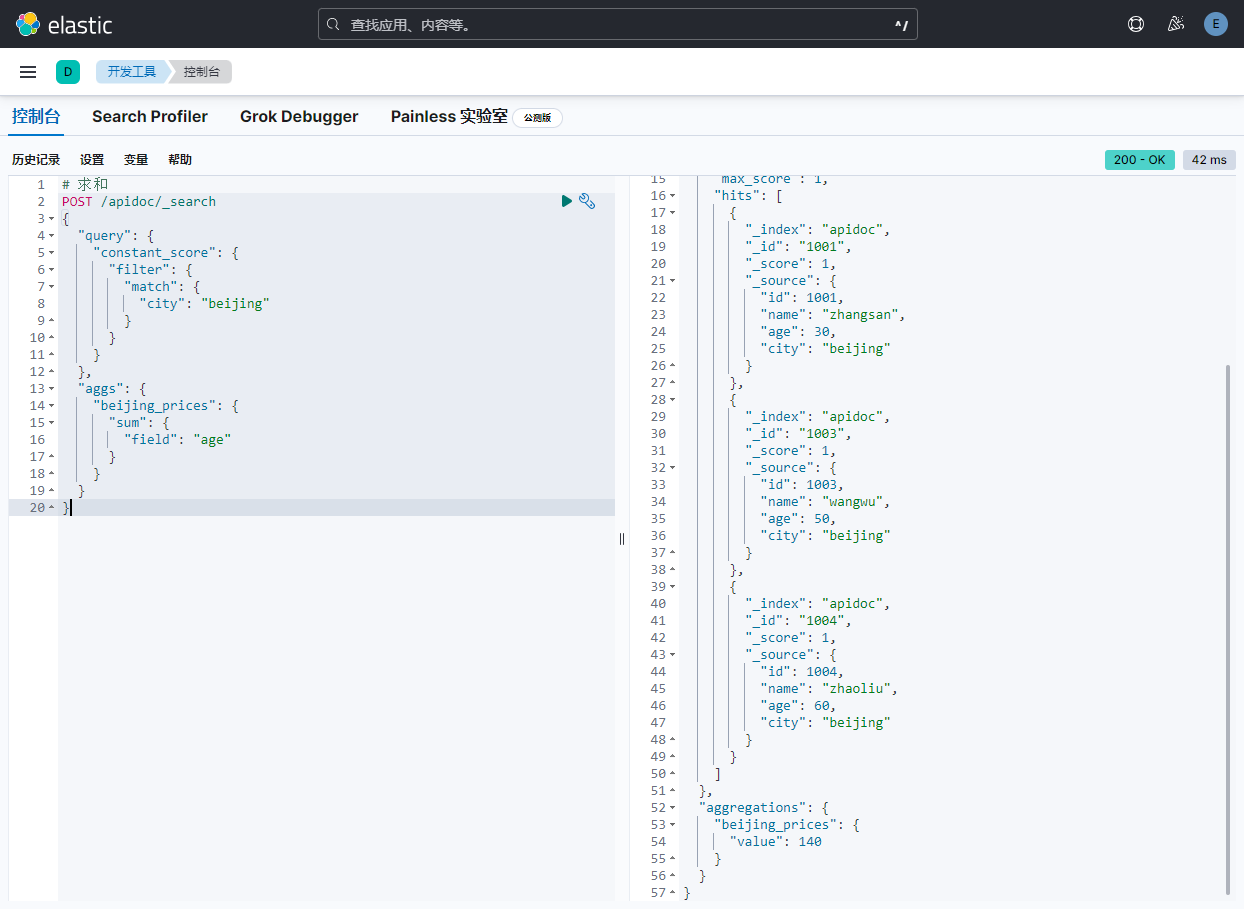 elastic
查找应用、内容等。
^/
E
D
开发工具
控制台
控制台
Search Profiler
Grok Debugger
Painless 实验室
公测版
历史记录
设置
变量
帮助
200 - OK
42 ms
1 # 求和
2 POST /apidoc/_search
3 {
4 "query": {
5 "constant_score": {
6 "filter": {
7 "match": {
8 "city": "beijing"
9 }
10 }
11 }
12 },
13 "aggs": {
14 "beijing_prices": {
15 "sum": {
16 "field": "age"
17 }
18 }
19 }
20 }
15 "max_score": 1,
16 "hits": [
17 {
18 "_index": "apidoc",
19 "_id": "1001",
20 "_score": 1,
21 "_source": {
22 "id": 1001,
23 "name": "zhangsan",
24 "age": 30,
25 "city": "beijing"
26 }
27 },
28 {
29 "_index": "apidoc",
30 "_id": "1003",
31 "_score": 1,
32 "_source": {
33 "id": 1003,
34 "name": "wangwu",
35 "age": 50,
36 "city": "beijing"
37 }
38 },
39 {
40 "_index": "apidoc",
41 "_id": "1004",
42 "_score": 1,
43 "_source": {
44 "id": 1004,
45 "name": "zhaoliu",
46 "age": 60,
47 "city": "beijing"
48 }
49 }
50 ]
51 },
52 "aggregations": {
53 "beijing_prices": {
54 "value": 140
55 }
56 }
57 }